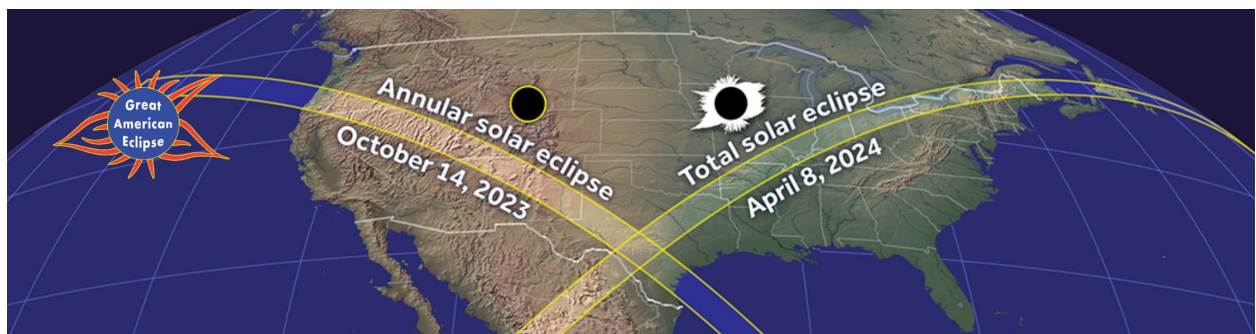 Great
American
Eclipse
Annular solar eclipse
October 14, 2023
Total solar eclipse
April 8, 2024